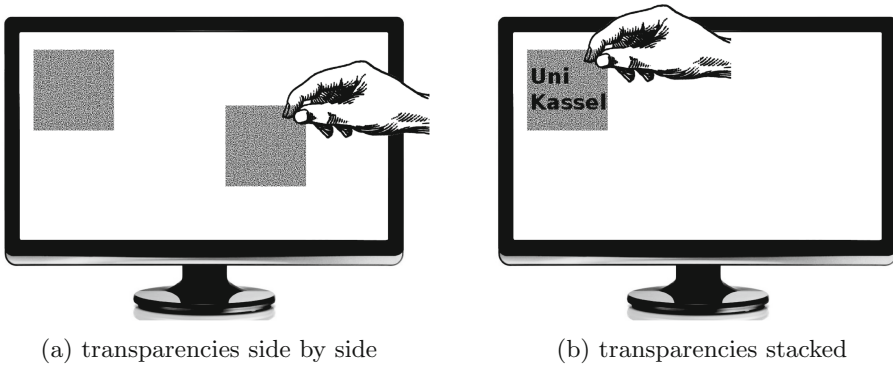 Uni
Kassel
(a) transparencies side by side
(b) transparencies stacked